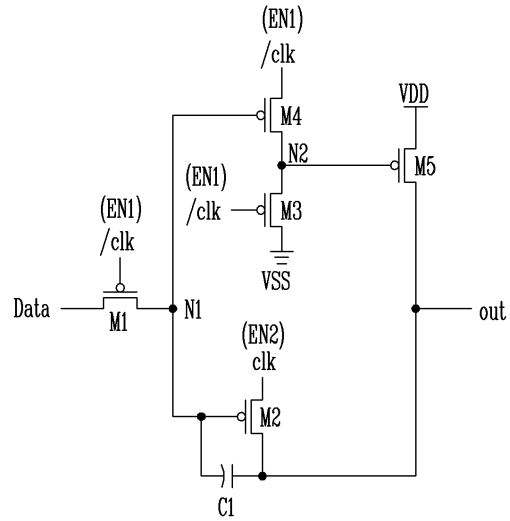 (EN1)
/clk
M4
VDD
N2
M5
(EN1)
/clk
M3
(EN1)
/clk
VSS
Data
M1
N1
out
(EN2)
clk
M2
C1